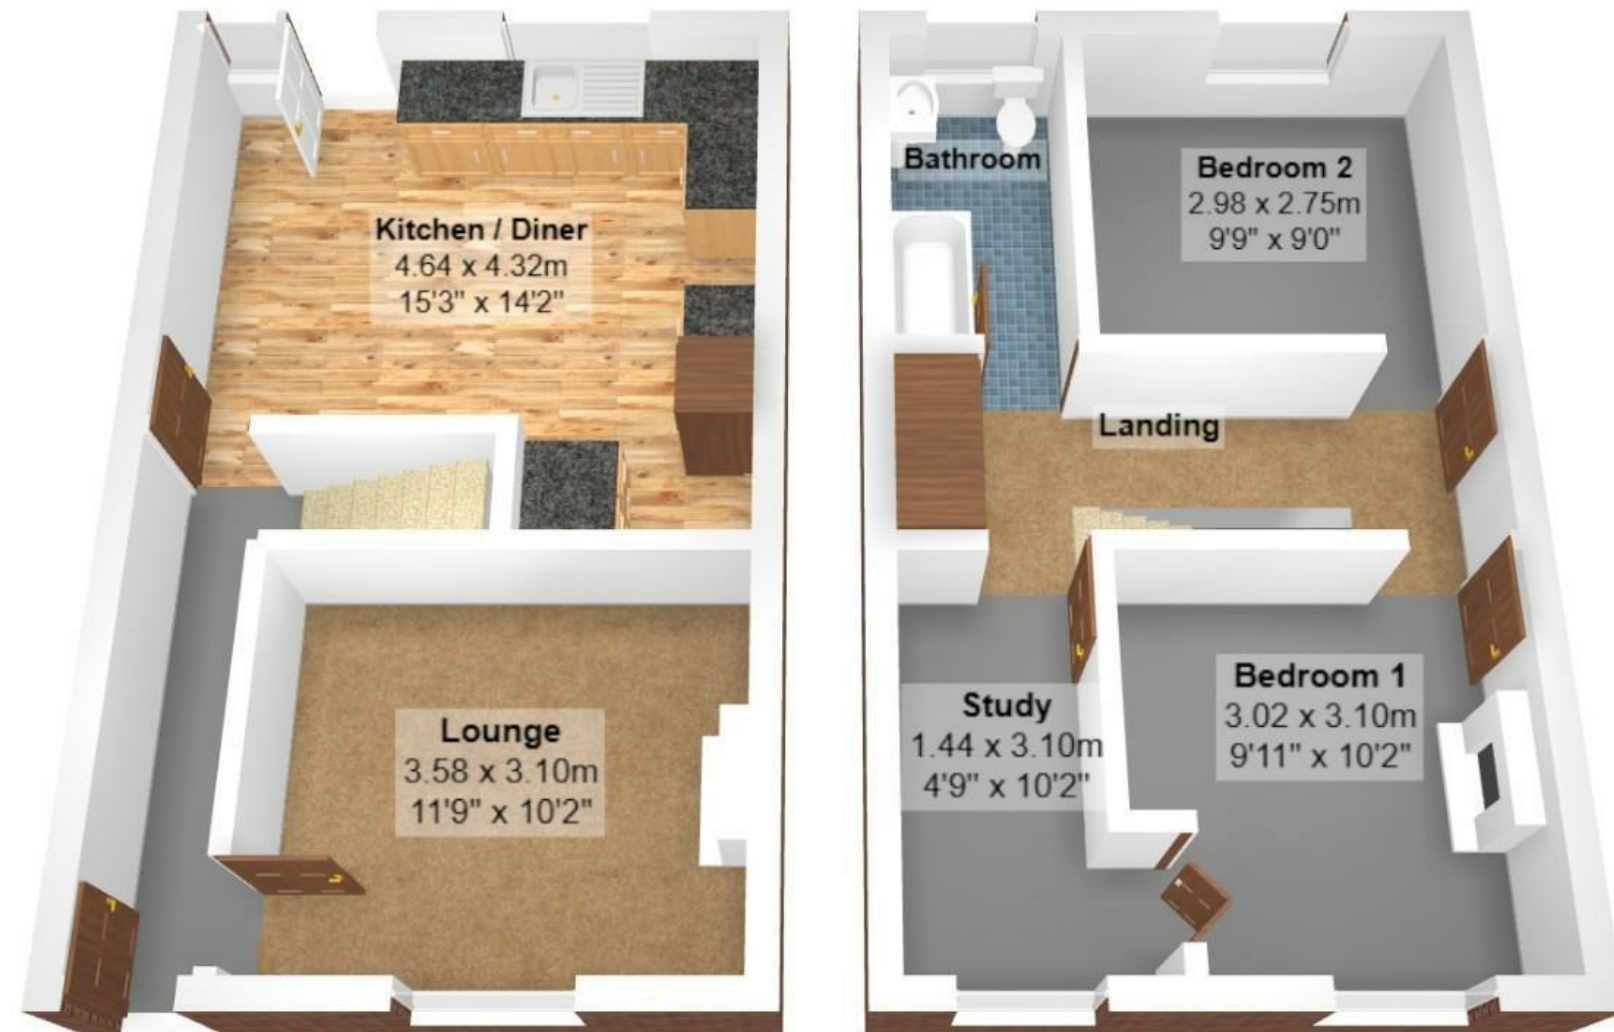 Kitchen / Diner
4.64 x 4.32m
15'3" x 14'2"
Lounge
3.58 x 3.10m
11'9" x 10'2"
Bathroom
Bedroom 2
2.98 x 2.75m
9'9" x 9'0"
Landing
Study
1.44 x 3.10m
4'9" x 10'2"
Bedroom 1
3.02 x 3.10m
9'11" x 10'2"